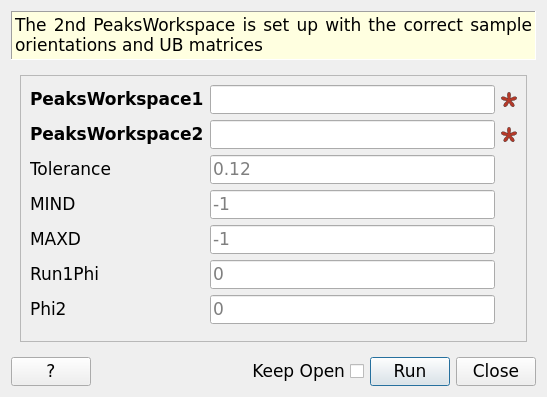 The 2nd PeaksWorkspace is set up with the correct sample
orientations and UB matrices
PeaksWorkspace1
PeaksWorkspace2
Tolerance 0.12
MIND -1
MAXD -1
Run1Phi 0
Phi2 0
? Keep Open Run Close